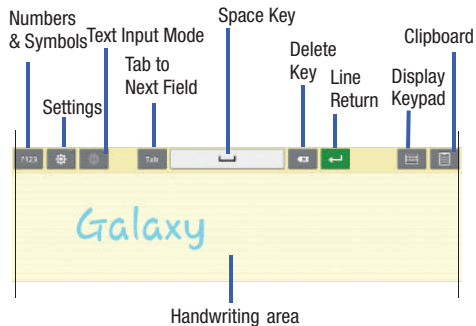 Numbers
& Symbols
Text Input Mode
Settings
Tab to
Next Field
Space Key
Delete
Key
Line
Return
Display
Keypad
Clipboard
?123
Tab
Galaxy
Handwriting area